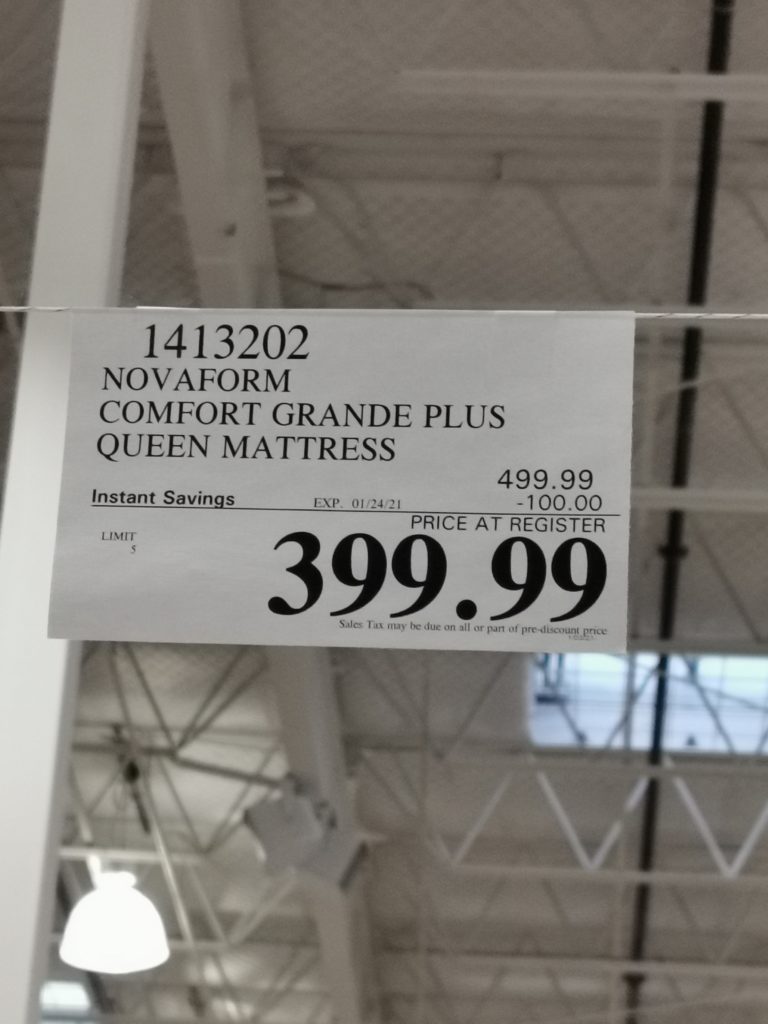 1413202
NOVAFORM
COMFORT GRANDE PLUS
QUEEN MATTRESS
499.99
Instant Savings EXP. 01/24/21 -100.00
PRICE AT REGISTER
LIMIT
5
399.99
Sales Tax may be due on all or part of pre-discount price